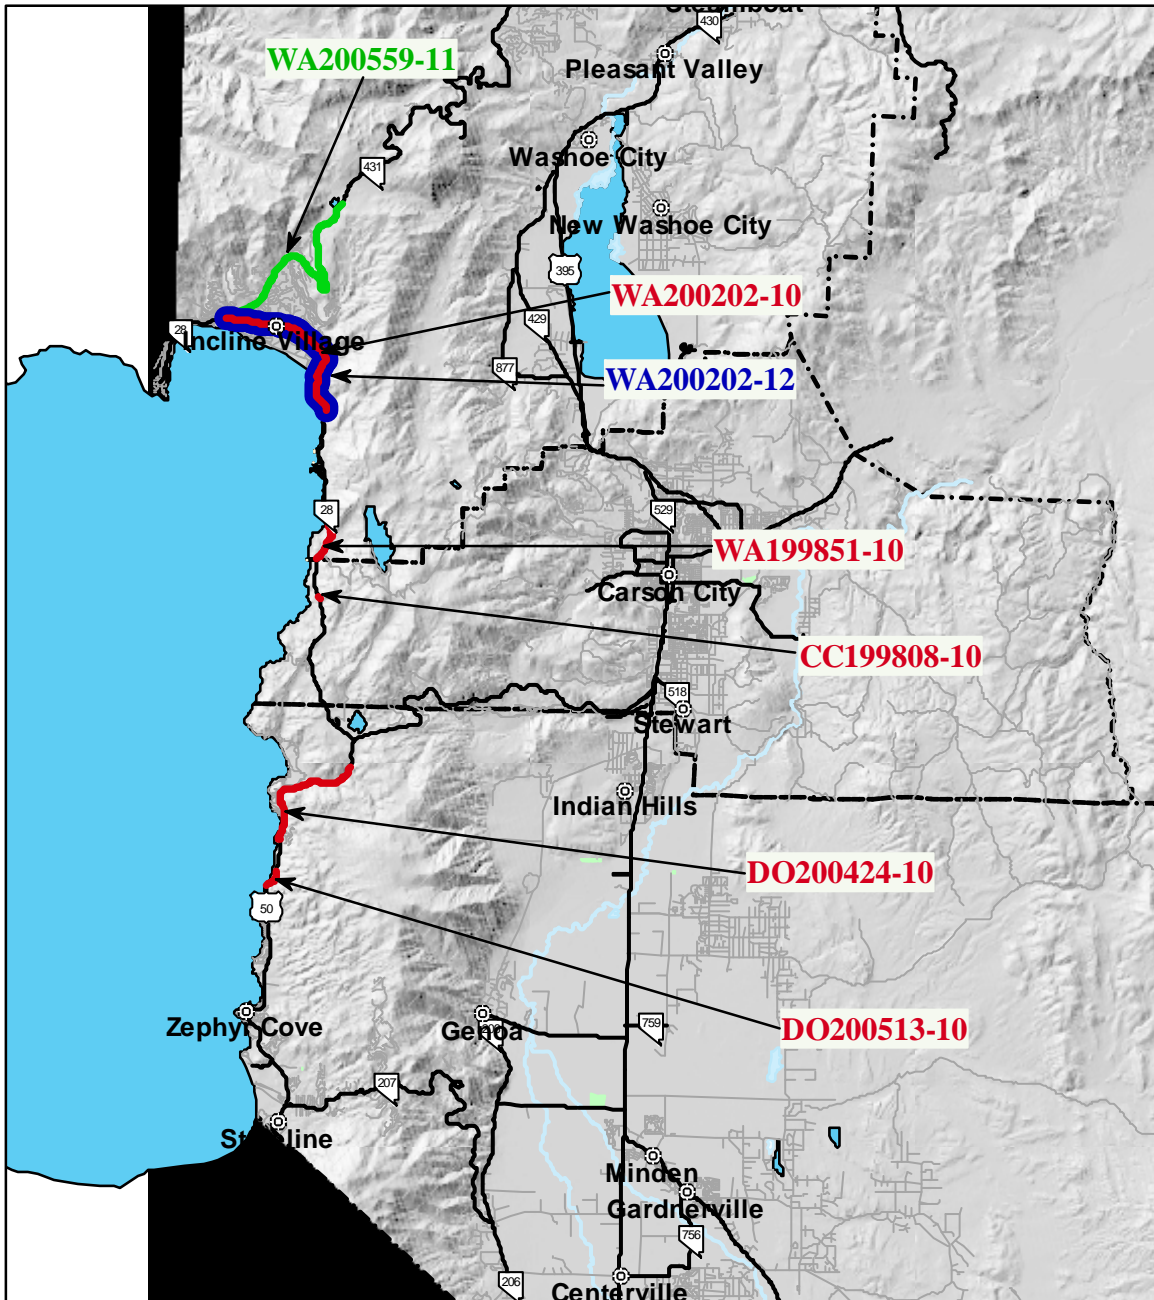 Steamboat
430
WA200559-11
Pleasant Valley
Washoe City
431
New Washoe City
395
WA200202-10
28
Incline Village
429
877
WA200202-12
28
529
WA199851-10
Carson City
CC199808-10
518
Stewart
Indian Hills
DO200424-10
50
DO200513-10
Zephyr Cove
Genoa
759
207
Stateline
Minden
Gardnerville
756
206
Centerville